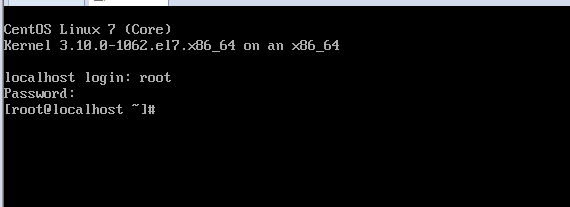 CentOS Linux 7 (Core)
Kernel 3.10.0-1062.el7.x86_64 on an x86_64
localhost login: root
Password:
[root@localhost ~]#